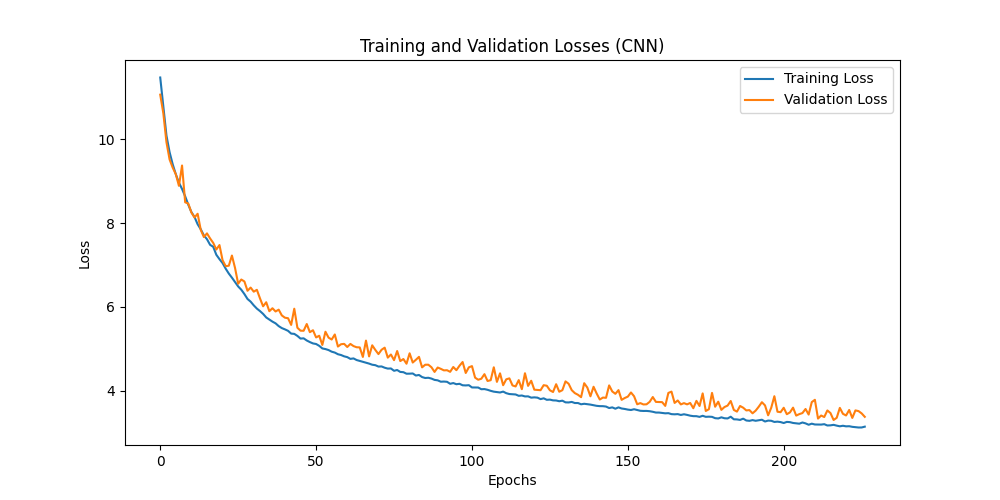 Training and Validation Losses (CNN)
Training Loss
Validation Loss
10
8
6
4
Loss
0
50
100
150
200
Epochs